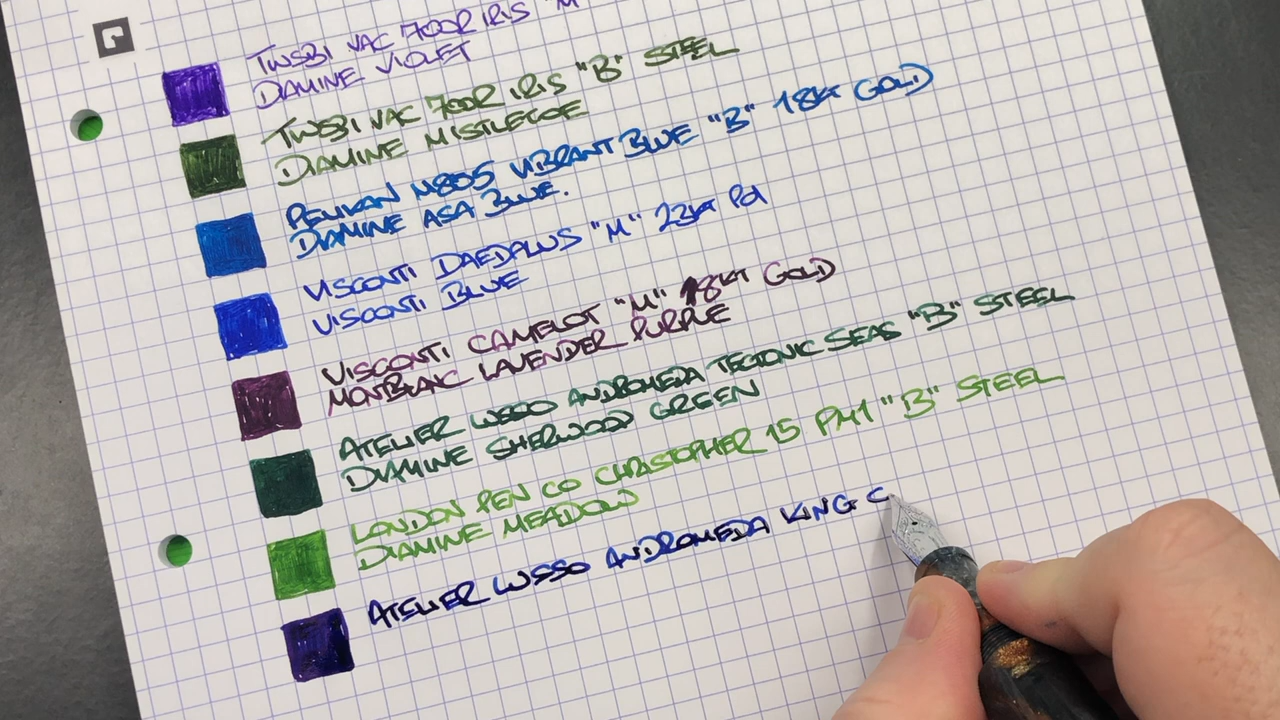 TWSBI VAC 700R IRIS "M"
DIAMINE VIOLET
TWSBI VAC 700R IRIS "B" STEEL
DIAMINE MISTLETOE
PELIKAN M805 VIBRANT BLUE "B" 18kt GOLD
DIAMINE ASA BLUE.
VISCONTI DAEDALUS "M" 23kt Pd
VISCONTI BLUE
VISCONTI CAMELOT "M" 18KT GOLD
MONTBLANC LAVENDER PURPLE
ATELIER LUSSO ANDROMEDA TECTONIC SEAS "B" STEEL
DIAMINE SHERWOOD GREEN
LONDON PEN CO CHRISTOPHER 15 PM1 "B" STEEL
DIAMINE MEADOW
ATELIER LUSSO ANDROMEDA KING C